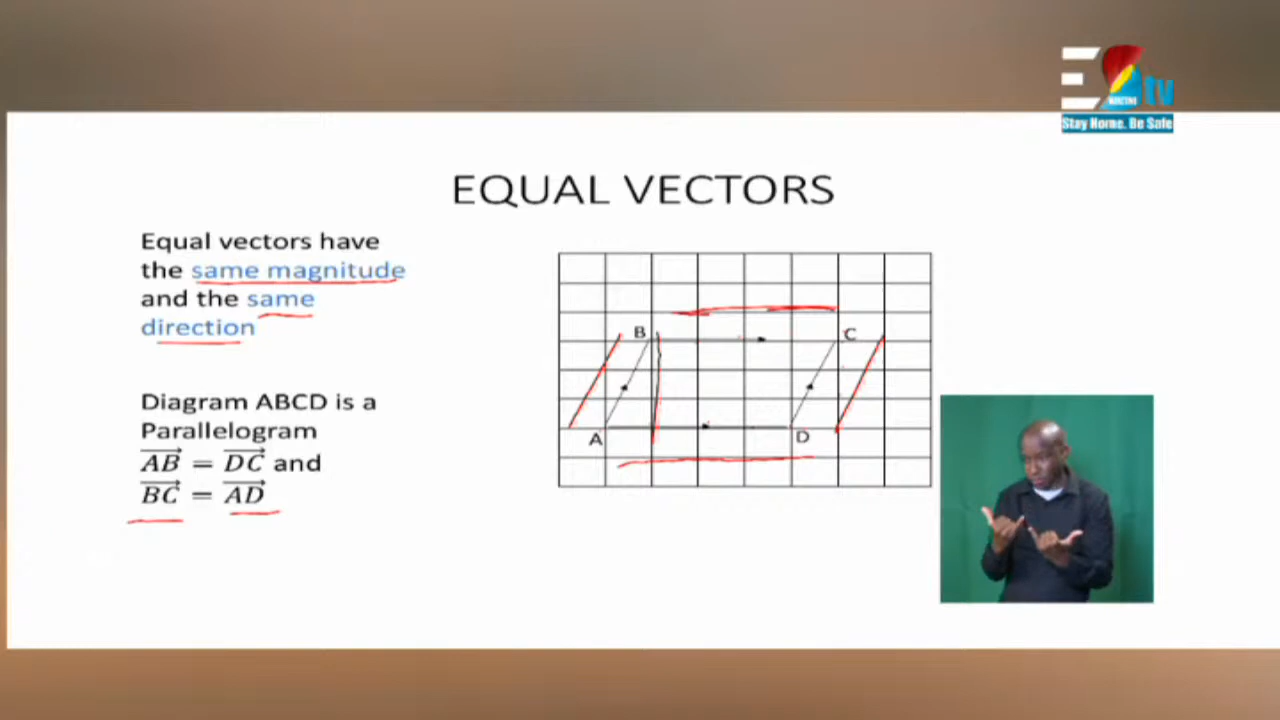 E tv
Stay Home. Be Safe
EQUAL VECTORS
Equal vectors have
the same magnitude
and the same
direction
Diagram ABCD is a
Parallelogram
AB = DC and
BC = AD
B
C
A
D